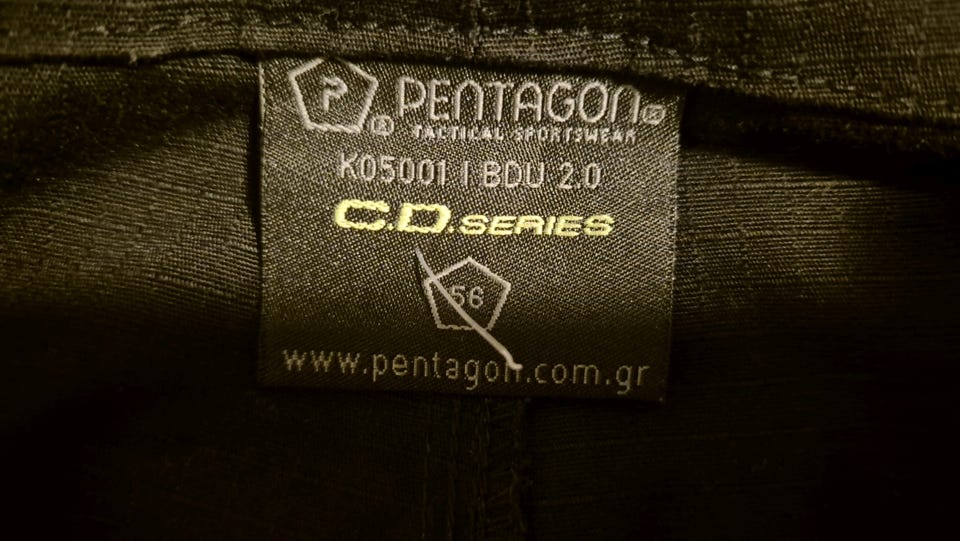 P ® PENTAGON®
TACTICAL SPORTSWEAR
K05001 | BDU 2.0
C.D.SERIES
56
www.pentagon.com.gr